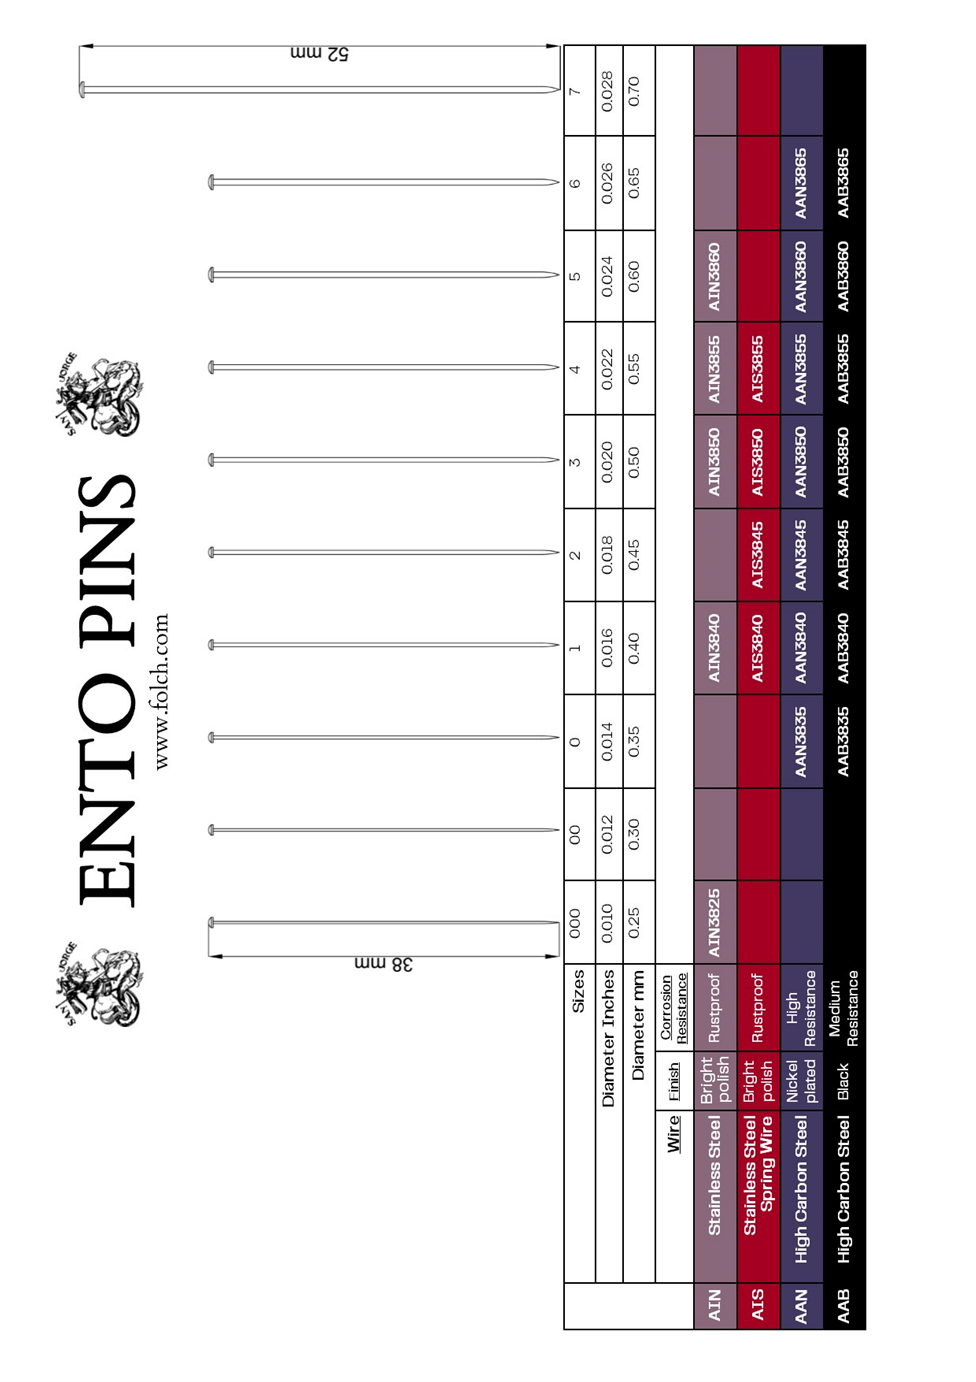 SAN JORGE
ENTO PINS
SAN JORGE
www.folch.com
38 mm
52 mm
Sizes 000 00 0 1 2 3 4 5 6 7
Diameter Inches 0.010 0.012 0.014 0.016 0.018 0.020 0.022 0.024 0.026 0.028
Diameter mm 0.25 0.30 0.35 0.40 0.45 0.50 0.55 0.60 0.65 0.70
Wire Finish Corrosion
Resistance
AIN Stainless Steel Bright
polish Rustproof AIN3825 AIN3840 AIN3850 AIN3855 AIN3860
AIS Stainless Steel
Spring Wire Bright
polish Rustproof AIS3840 AIS3845 AIS3850 AIS3855
AAN High Carbon Steel Nickel
plated High
Resistance AAN3835 AAN3840 AAN3845 AAN3850 AAN3855 AAN3860 AAN3865
AAB High Carbon Steel Black Medium
Resistance AAB3835 AAB3840 AAB3845 AAB3850 AAB3855 AAB3860 AAB3865